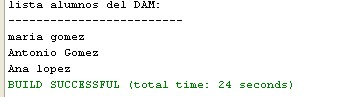 lista alumnos del DAM:
-------------------------
maria gomez
Antonio Gomez
Ana lopez
BUILD SUCCESSFUL (total time: 24 seconds)